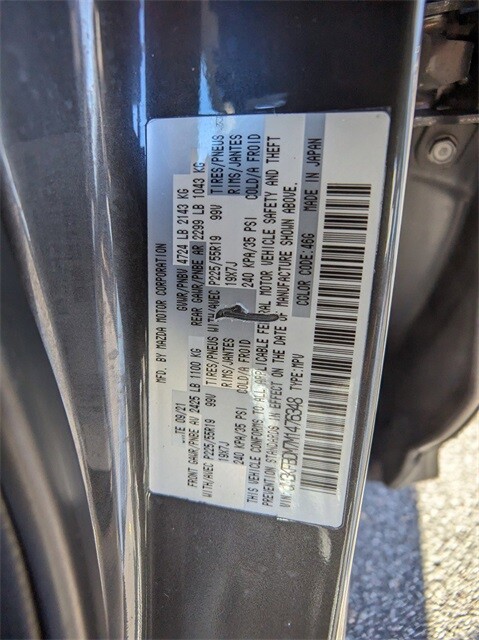 MFD. BY MAZDA MOTOR CORPORATION
TE 09/21 GVWR/PNBV 4724 LB 2143 KG
FRONT GAWR/PNBE AV 2425 LB 1100 KG REAR GAWR/PNBE AR 2299 LB 1043 KG
WITH/AVEC P225/55R19 99V TIRES/PNEUS WITH/AVEC P225/55R19 99V TIRES/PNEUS
19X7J RIMS/JANTES 19X7J RIMS/JANTES
240 KPA/35 PSI COLD/A FROID 240 KPA/35 PSI COLD/A FROID
THIS VEHICLE CONFORMS TO ALL APPLICABLE FEDERAL MOTOR VEHICLE SAFETY AND THEFT
PREVENTION STANDARDS IN EFFECT ON THE DATE OF MANUFACTURE SHOWN ABOVE.
VIN: TYPE:MPV COLOR CODE:46G MADE IN JAPAN